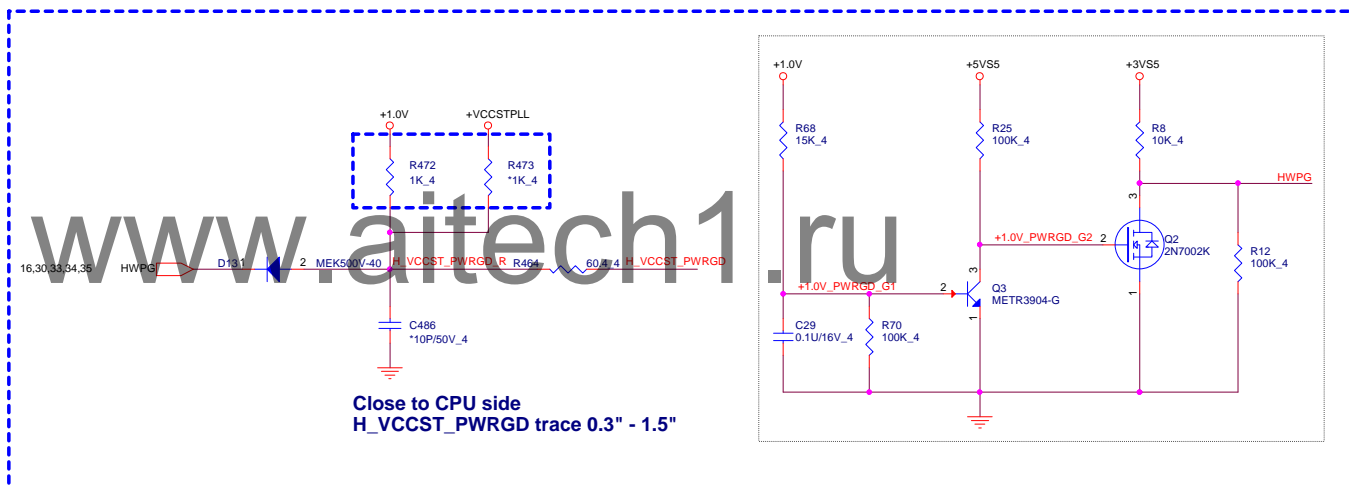 +1.0V
+VCCSTPLL
R472
1K_4
R473
*1K_4
www.aitech1.ru
16,30,33,34,35
HWPG
D13
1
2
MEK500V-40
H_VCCST_PWRGD_R
R464
60.4_4
H_VCCST_PWRGD
C486
*10P/50V_4
Close to CPU side
H_VCCST_PWRGD trace 0.3" - 1.5"
+1.0V
+5VS5
+3VS5
R68
15K_4
R25
100K_4
R8
10K_4
HWPG
3
+1.0V_PWRGD_G2
2
Q2
2N7002K
1
R12
100K_4
+1.0V_PWRGD_G1
2
3
Q3
METR3904-G
1
C29
0.1U/16V_4
R70
100K_4